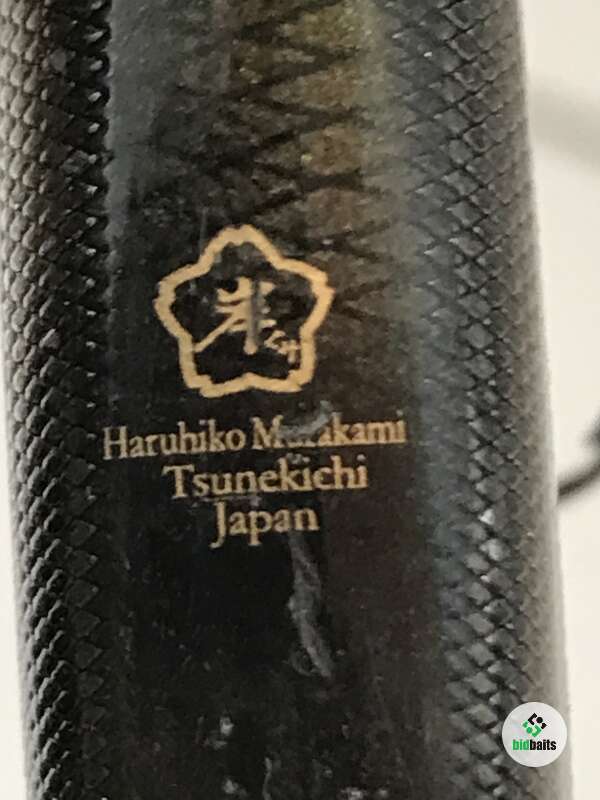 Haruhiko Murakami
Tsunekichi
Japan
bidbaits